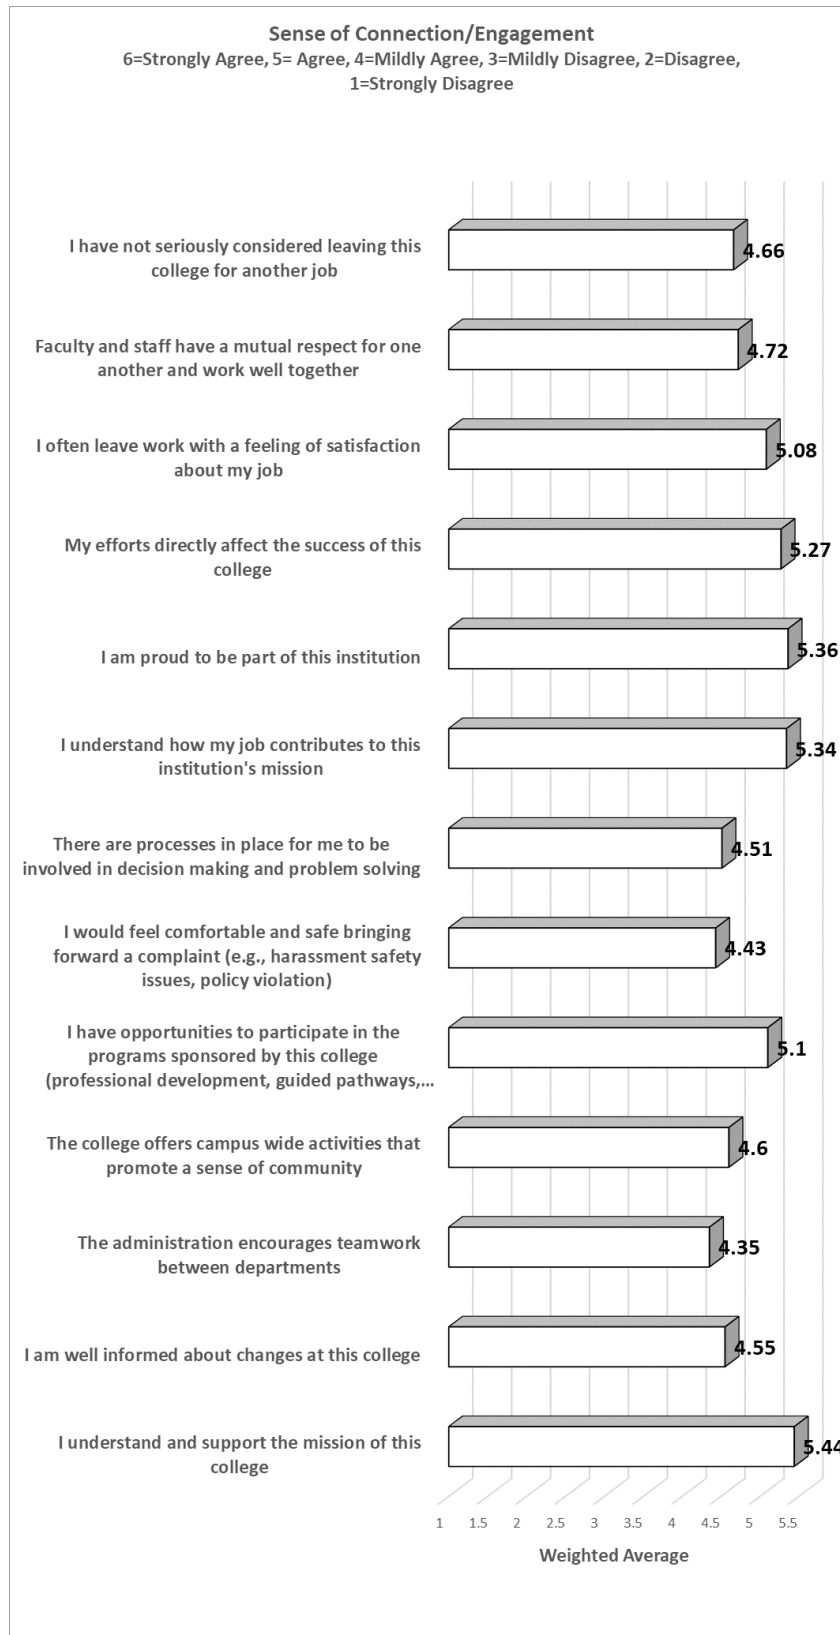 Sense of Connection/Engagement
6=Strongly Agree, 5= Agree, 4=Mildly Agree, 3=Mildly Disagree, 2=Disagree,
1=Strongly Disagree
I have not seriously considered leaving this
college for another job
4.66
Faculty and staff have a mutual respect for one
another and work well together
4.72
I often leave work with a feeling of satisfaction
about my job
5.08
My efforts directly affect the success of this
college
5.27
I am proud to be part of this institution
5.36
I understand how my job contributes to this
institution's mission
5.34
There are processes in place for me to be
involved in decision making and problem solving
4.51
I would feel comfortable and safe bringing
forward a complaint (e.g., harassment safety
issues, policy violation)
4.43
I have opportunities to participate in the
programs sponsored by this college
(professional development, guided pathways,...
5.1
The college offers campus wide activities that
promote a sense of community
4.6
The administration encourages teamwork
between departments
4.35
I am well informed about changes at this college
4.55
I understand and support the mission of this
college
5.44
1 1.5 2 2.5 3 3.5 4 4.5 5 5.5
Weighted Average